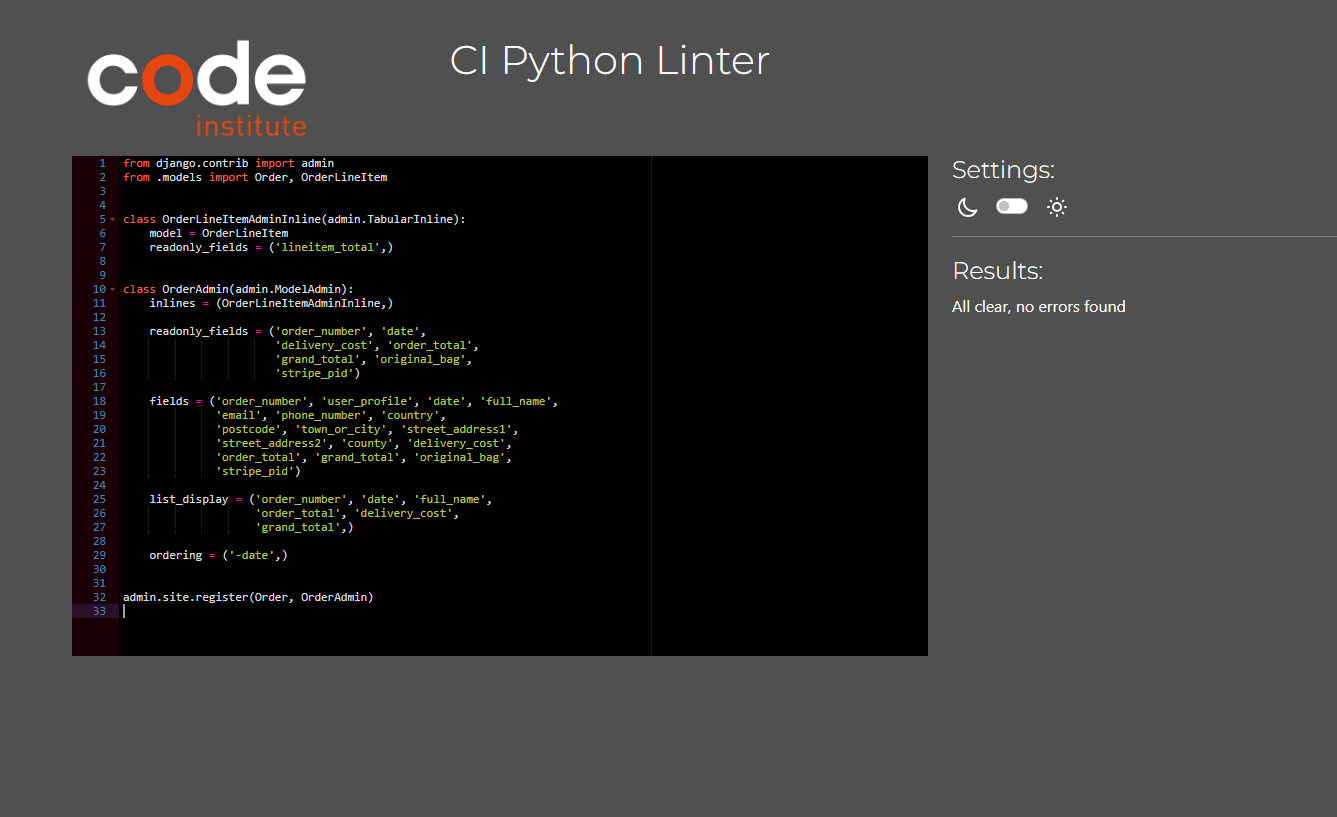 code
institute
CI Python Linter
1 from django.contrib import admin
2 from .models import Order, OrderLineItem
3
4
5 class OrderLineItemAdminInline(admin.TabularInline):
6     model = OrderLineItem
7     readonly_fields = ('lineitem_total',)
8
9
10 class OrderAdmin(admin.ModelAdmin):
11     inlines = (OrderLineItemAdminInline,)
12
13     readonly_fields = ('order_number', 'date',
14                        'delivery_cost', 'order_total',
15                        'grand_total', 'original_bag',
16                        'stripe_pid')
17
18     fields = ('order_number', 'user_profile', 'date', 'full_name',
19               'email', 'phone_number', 'country',
20               'postcode', 'town_or_city', 'street_address1',
21               'street_address2', 'county', 'delivery_cost',
22               'order_total', 'grand_total', 'original_bag',
23               'stripe_pid')
24
25     list_display = ('order_number', 'date', 'full_name',
26                     'order_total', 'delivery_cost',
27                     'grand_total',)
28
29     ordering = ('-date',)
30
31
32 admin.site.register(Order, OrderAdmin)
33
Settings:
Results:
All clear, no errors found